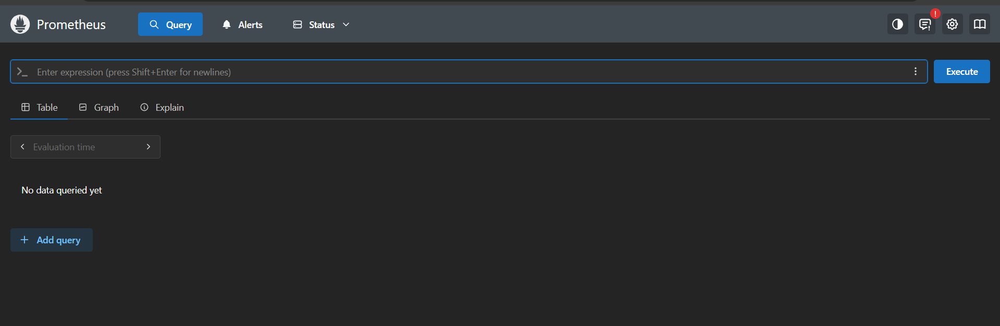 Prometheus
Query
Alerts
Status
!
Enter expression (press Shift+Enter for newlines)
Execute
Table
Graph
Explain
Evaluation time
No data queried yet
Add query